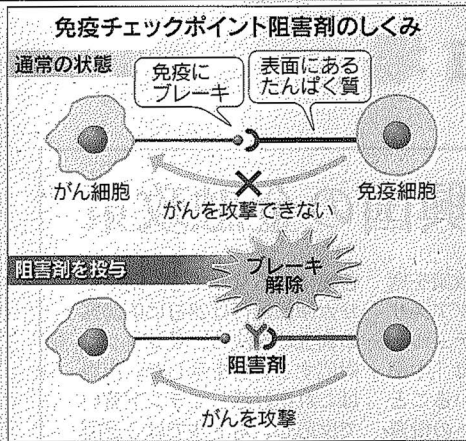 免疫チェックポイント阻害剤のしくみ
通常の状態
免疫に
ブレーキ
表面にある
たんぱく質
がん細胞
免疫細胞
がんを攻撃できない
阻害剤を投与
ブレーキ
解除
阻害剤
がんを攻撃